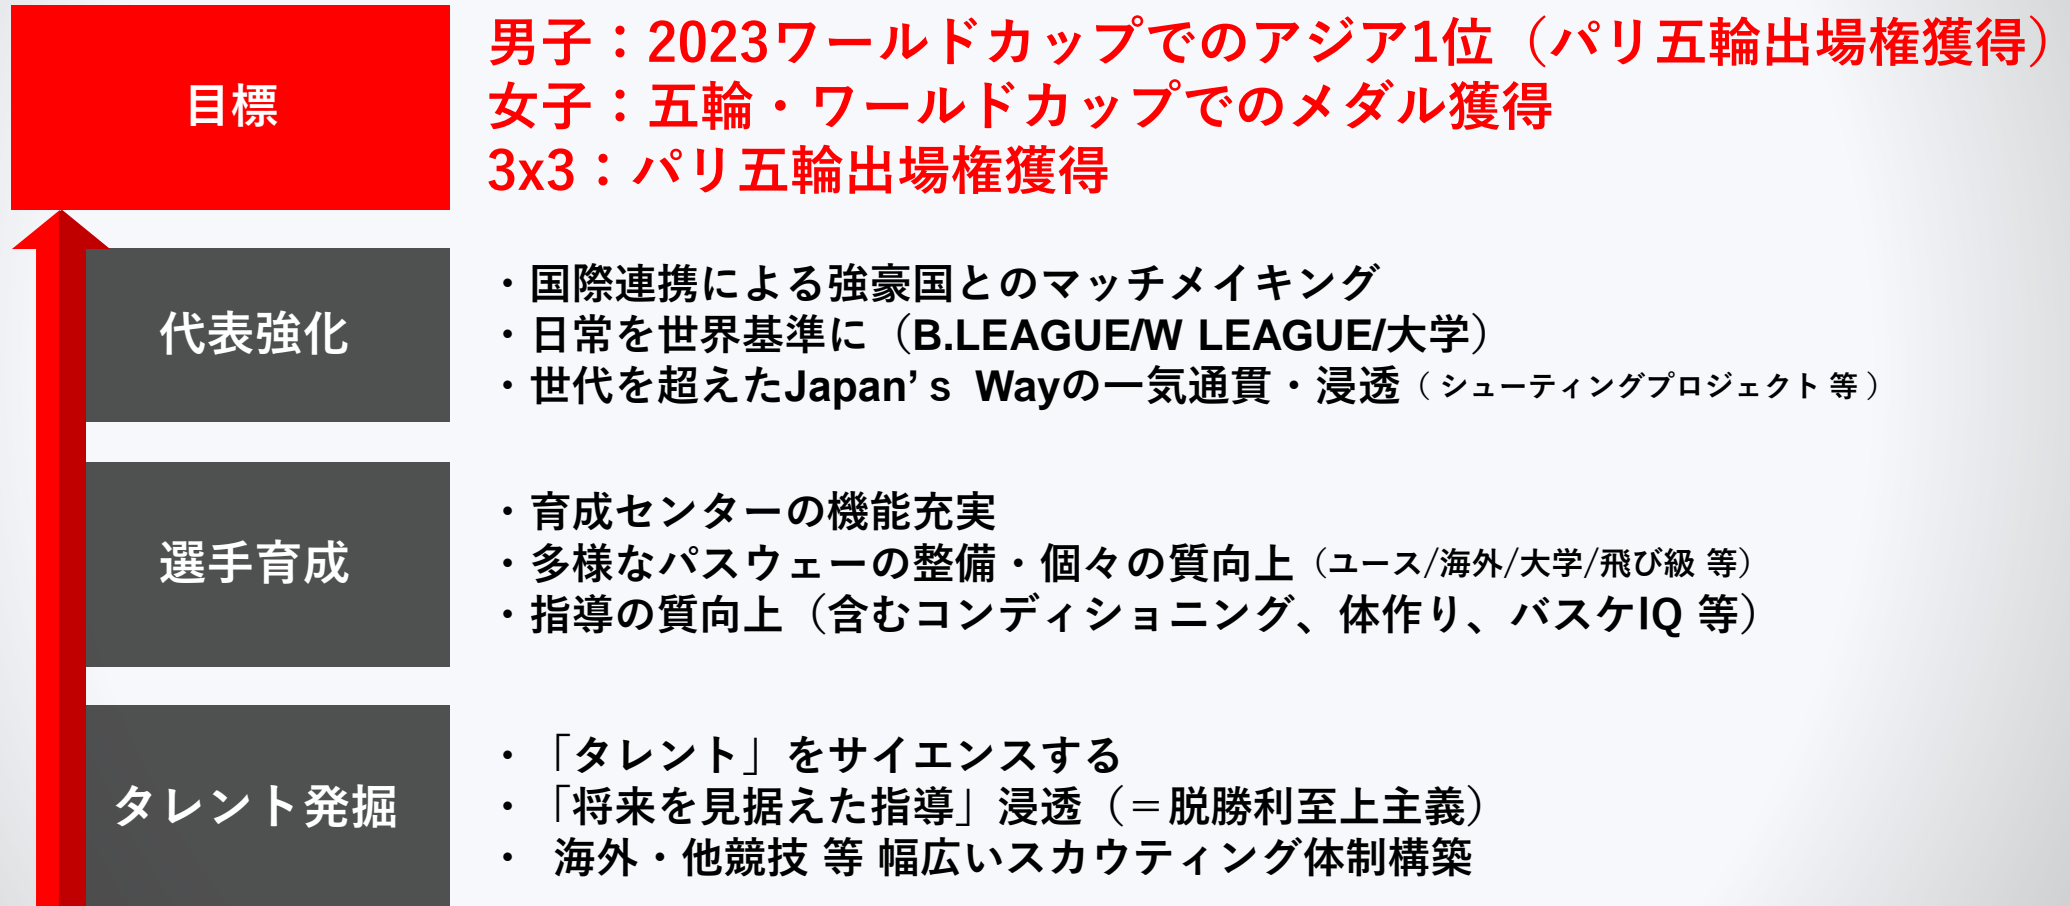 目標
男子：2023ワールドカップでのアジア1位（パリ五輪出場権獲得）
女子：五輪・ワールドカップでのメダル獲得
3x3：パリ五輪出場権獲得
代表強化
・国際連携による強豪国とのマッチメイキング
・日常を世界基準に（B.LEAGUE/W LEAGUE/大学）
・世代を超えたJapan’s Wayの一気通貫・浸透（シューティングプロジェクト 等）
選手育成
・育成センターの機能充実
・多様なパスウェーの整備・個々の質向上（ユース/海外/大学/飛び級 等）
・指導の質向上（含むコンディショニング、体作り、バスケIQ 等）
タレント発掘
・「タレント」をサイエンスする
・「将来を見据えた指導」浸透（＝脱勝利至上主義）
・ 海外・他競技 等 幅広いスカウティング体制構築